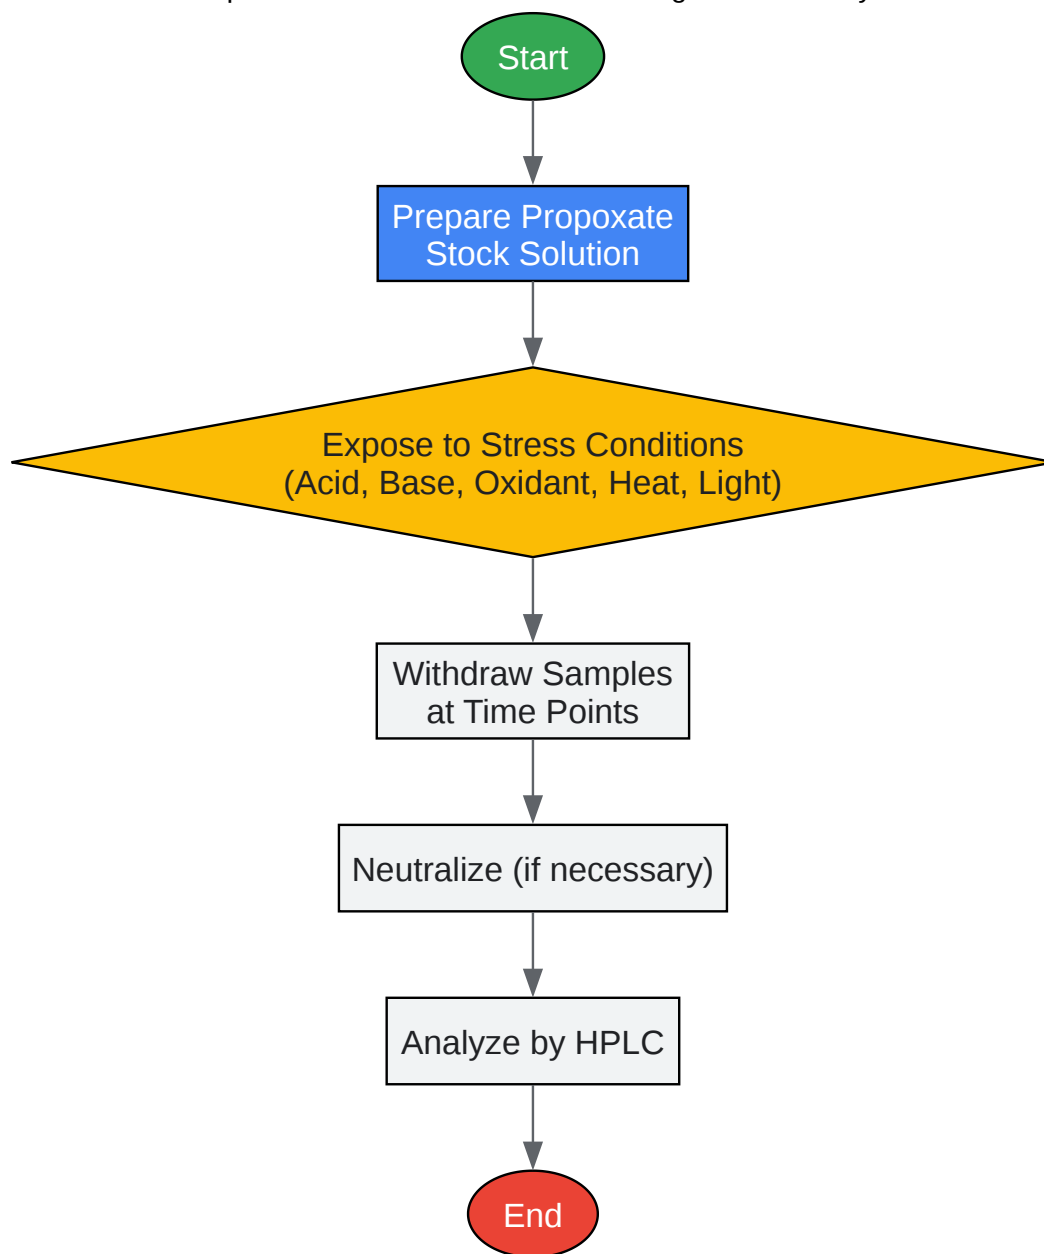 Start
Prepare Propoxate
Stock Solution
Expose to Stress Conditions
(Acid, Base, Oxidant, Heat, Light)
Withdraw Samples
at Time Points
Neutralize (if necessary)
Analyze by HPLC
End